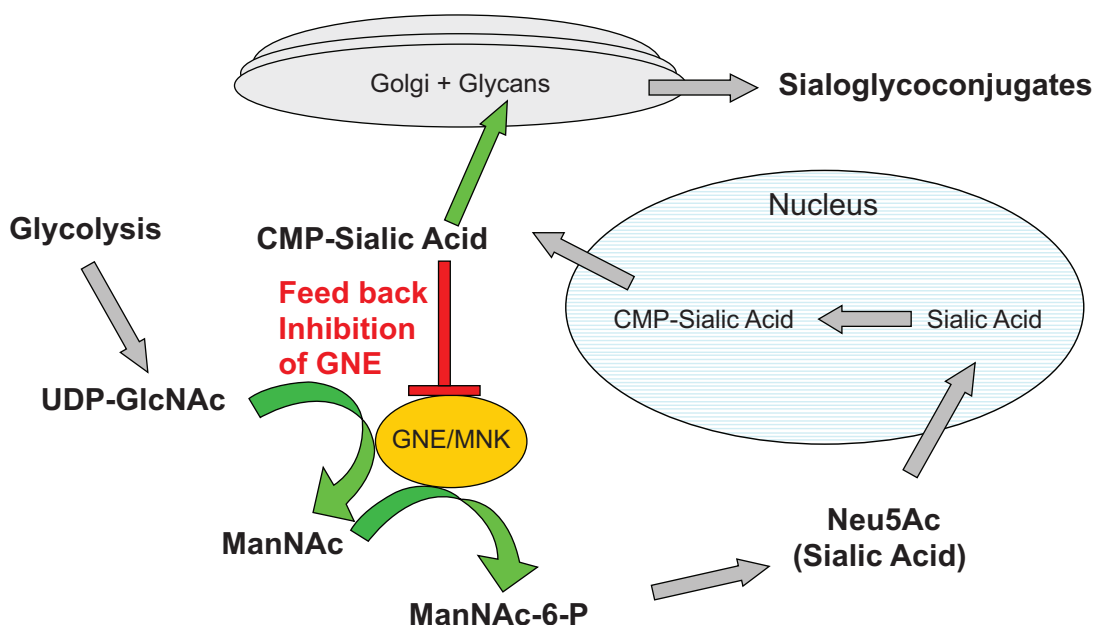 Golgi + Glycans
Sialoglycoconjugates
Nucleus
Glycolysis
CMP-Sialic Acid
Feed back
Inhibition
of GNE
CMP-Sialic Acid
Sialic Acid
UDP-GlcNAc
GNE/MNK
ManNAc
Neu5Ac
(Sialic Acid)
ManNAc-6-P